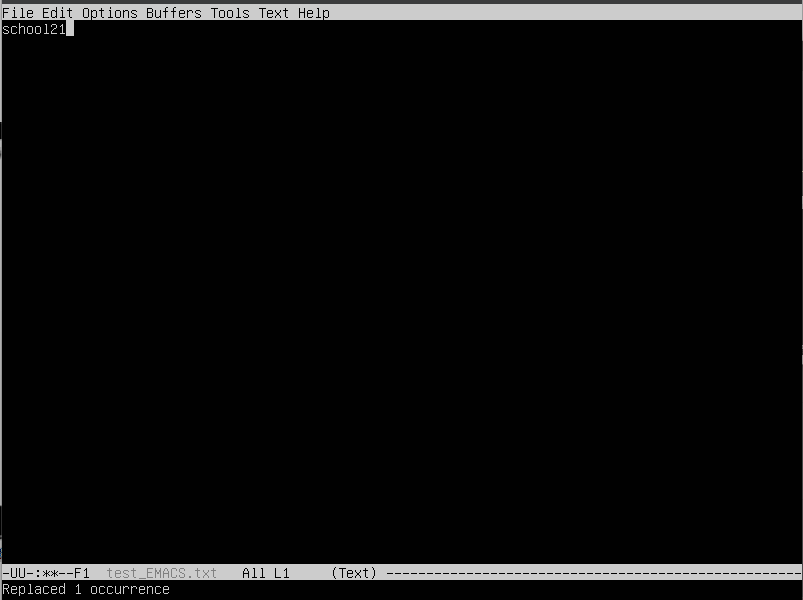 File Edit Options Buffers Tools Text Help
school21
-UU-:**--F1  test_EMACS.txt   All L1     (Text) ----------------------------------------------------
Replaced 1 occurrence